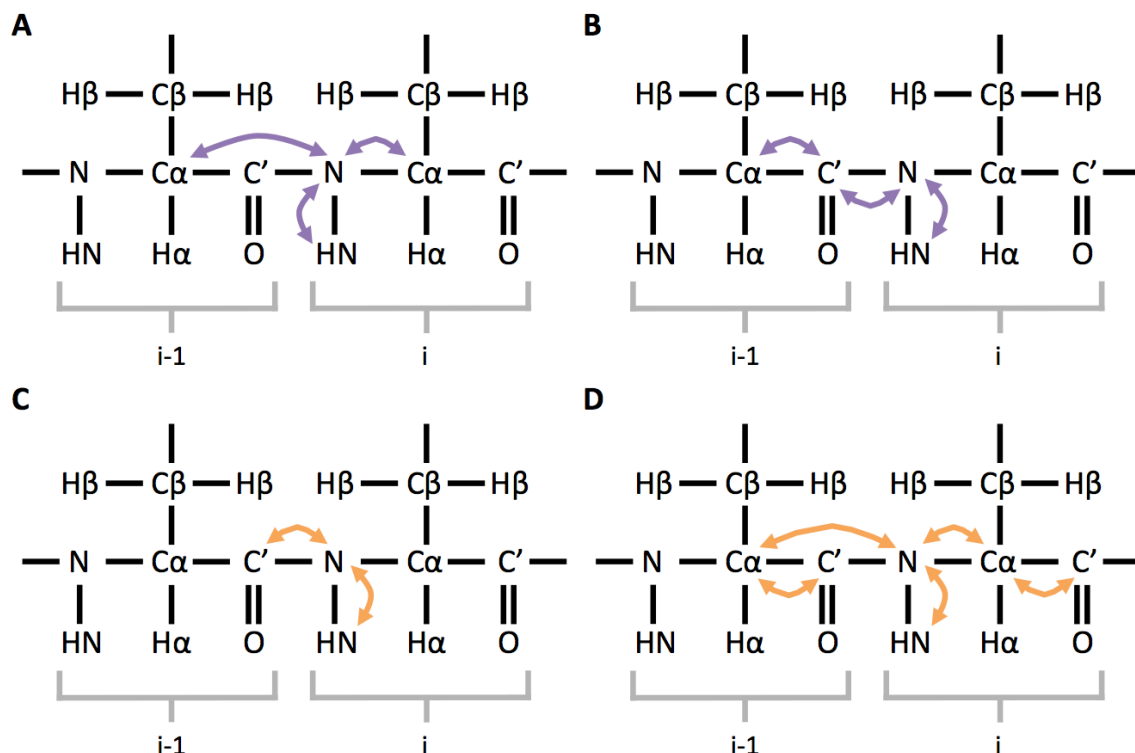 A B
Hβ Cβ Hβ Hβ Cβ Hβ Hβ Cβ Hβ Hβ Cβ Hβ
N Cα C’ N Cα C’ N Cα C’ N Cα C’
HN Hα O HN Hα O HN Hα O HN Hα O
i-1 i i-1 i
C D
Hβ Cβ Hβ Hβ Cβ Hβ Hβ Cβ Hβ Hβ Cβ Hβ
N Cα C’ N Cα C’ N Cα C’ N Cα C’
HN Hα O HN Hα O HN Hα O HN Hα O
i-1 i i-1 i